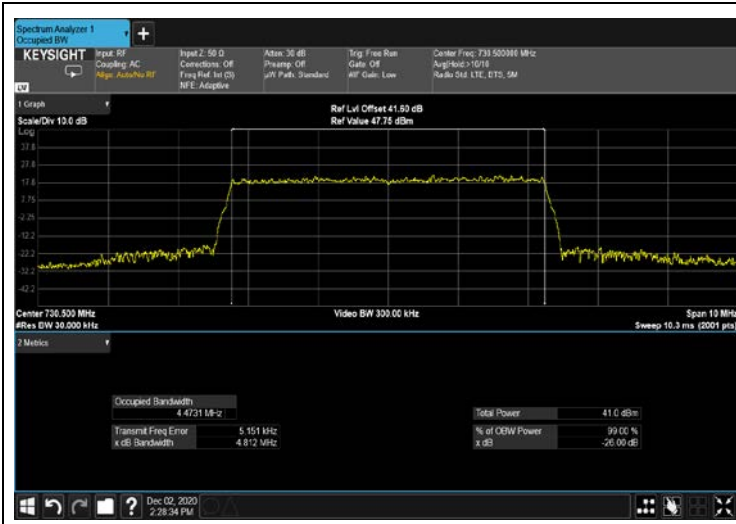 Spectrum Analyzer 1
Occupied BW
+
KEYSIGHT
Input: RF
Coupling: AC
Align: Auto/No RF
Input Z: 50 Ω
Corrections: Off
Freq Ref: Int (S)
NFE: Adaptive
Atten: 30 dB
Preamp: Off
µW Path: Standard
Trig: Free Run
Gate: Off
#IF Gain: Low
Center Freq: 730.500000 MHz
Avg|Hold:>10/10
Radio Std: LTE, ETS, 5M
LXI
1 Graph
Scale/Div 10.0 dB
Ref Lvl Offset 41.60 dB
Ref Value 47.75 dBm
Log
37.8
27.8
17.8
7.75
-2.25
-12.2
-22.2
-32.2
-42.2
Center 730.500 MHz
#Res BW 30.000 kHz
Video BW 300.00 kHz
Span 10 MHz
Sweep 10.3 ms (2001 pts)
2 Metrics
Occupied Bandwidth
4.4731 MHz
Transmit Freq Error 5.151 kHz
x dB Bandwidth 4.812 MHz
Total Power 41.0 dBm
% of OBW Power 99.00 %
x dB -26.00 dB
?
Dec 02, 2020
2:28:34 PM